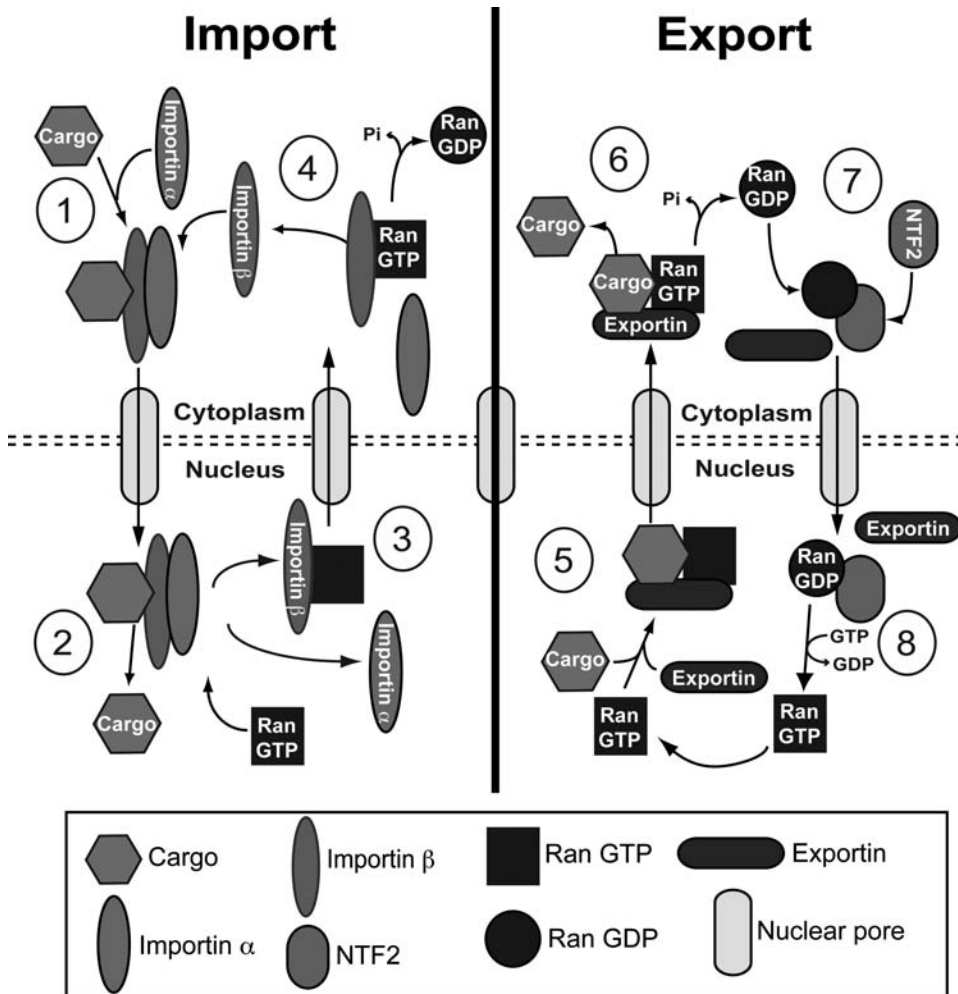 Import
Export
Cargo
Importin α
1
Importin β
4
Pi
Ran
GDP
Ran
GTP
Cytoplasm
Nucleus
2
Cargo
Ran
GTP
Importin β
3
Importin α
6
Cargo
Cargo
Ran
GTP
Exportin
Pi
Ran
GDP
7
NTF2
Cytoplasm
Nucleus
5
Cargo
Ran
GTP
Exportin
Exportin
Ran
GDP
GTP
GDP
8
Ran
GTP
Cargo
Importin β
Ran GTP
Exportin
Importin α
NTF2
Ran GDP
Nuclear pore